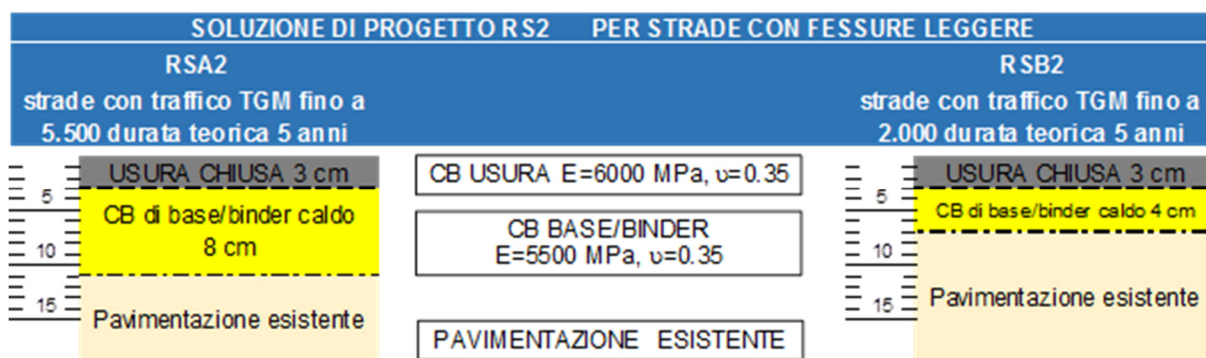 SOLUZIONE DI PROGETTO RS2 PER STRADE CON FESSURE LEGGERE
RSA2
strade con traffico TGM fino a
5.500 durata teorica 5 anni
RSB2
strade con traffico TGM fino a
2.000 durata teorica 5 anni
5
10
15
USURA CHIUSA 3 cm
CB di base/binder caldo
8 cm
Pavimentazione esistente
CB USURA E=6000 MPa, υ=0.35
CB BASE/BINDER
E=5500 MPa, υ=0.35
PAVIMENTAZIONE ESISTENTE
5
10
15
USURA CHIUSA 3 cm
CB di base/binder caldo 4 cm
Pavimentazione esistente